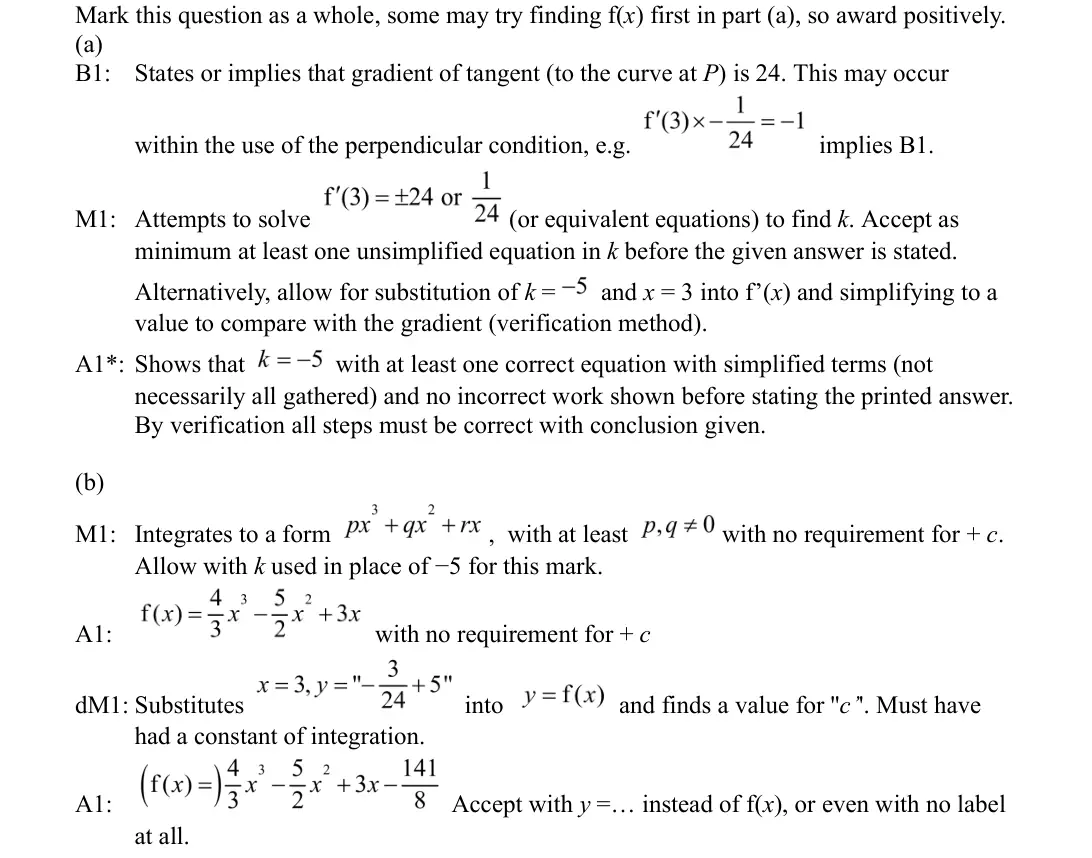 Mark this question as a whole, some may try finding f(x) first in part (a), so award positively.
(a)
B1: States or implies that gradient of tangent (to the curve at P) is 24. This may occur
within the use of the perpendicular condition, e.g. f′(3)×−1/24=−1 implies B1.
M1: Attempts to solve f′(3)=±24 or 1/24 (or equivalent equations) to find k. Accept as
minimum at least one unsimplified equation in k before the given answer is stated.
Alternatively, allow for substitution of k = −5 and x = 3 into f’(x) and simplifying to a
value to compare with the gradient (verification method).
A1*: Shows that k = −5 with at least one correct equation with simplified terms (not
necessarily all gathered) and no incorrect work shown before stating the printed answer.
By verification all steps must be correct with conclusion given.
(b)
M1: Integrates to a form px³+qx²+rx , with at least p,q≠0 with no requirement for + c.
Allow with k used in place of −5 for this mark.
A1: f(x)=4/3x³−5/2x²+3x with no requirement for + c
dM1: Substitutes x=3, y="−3/24+5" into y=f(x) and finds a value for "c". Must have
had a constant of integration.
A1: (f(x)=)4/3x³−5/2x²+3x−141/8 Accept with y =… instead of f(x), or even with no label
at all.